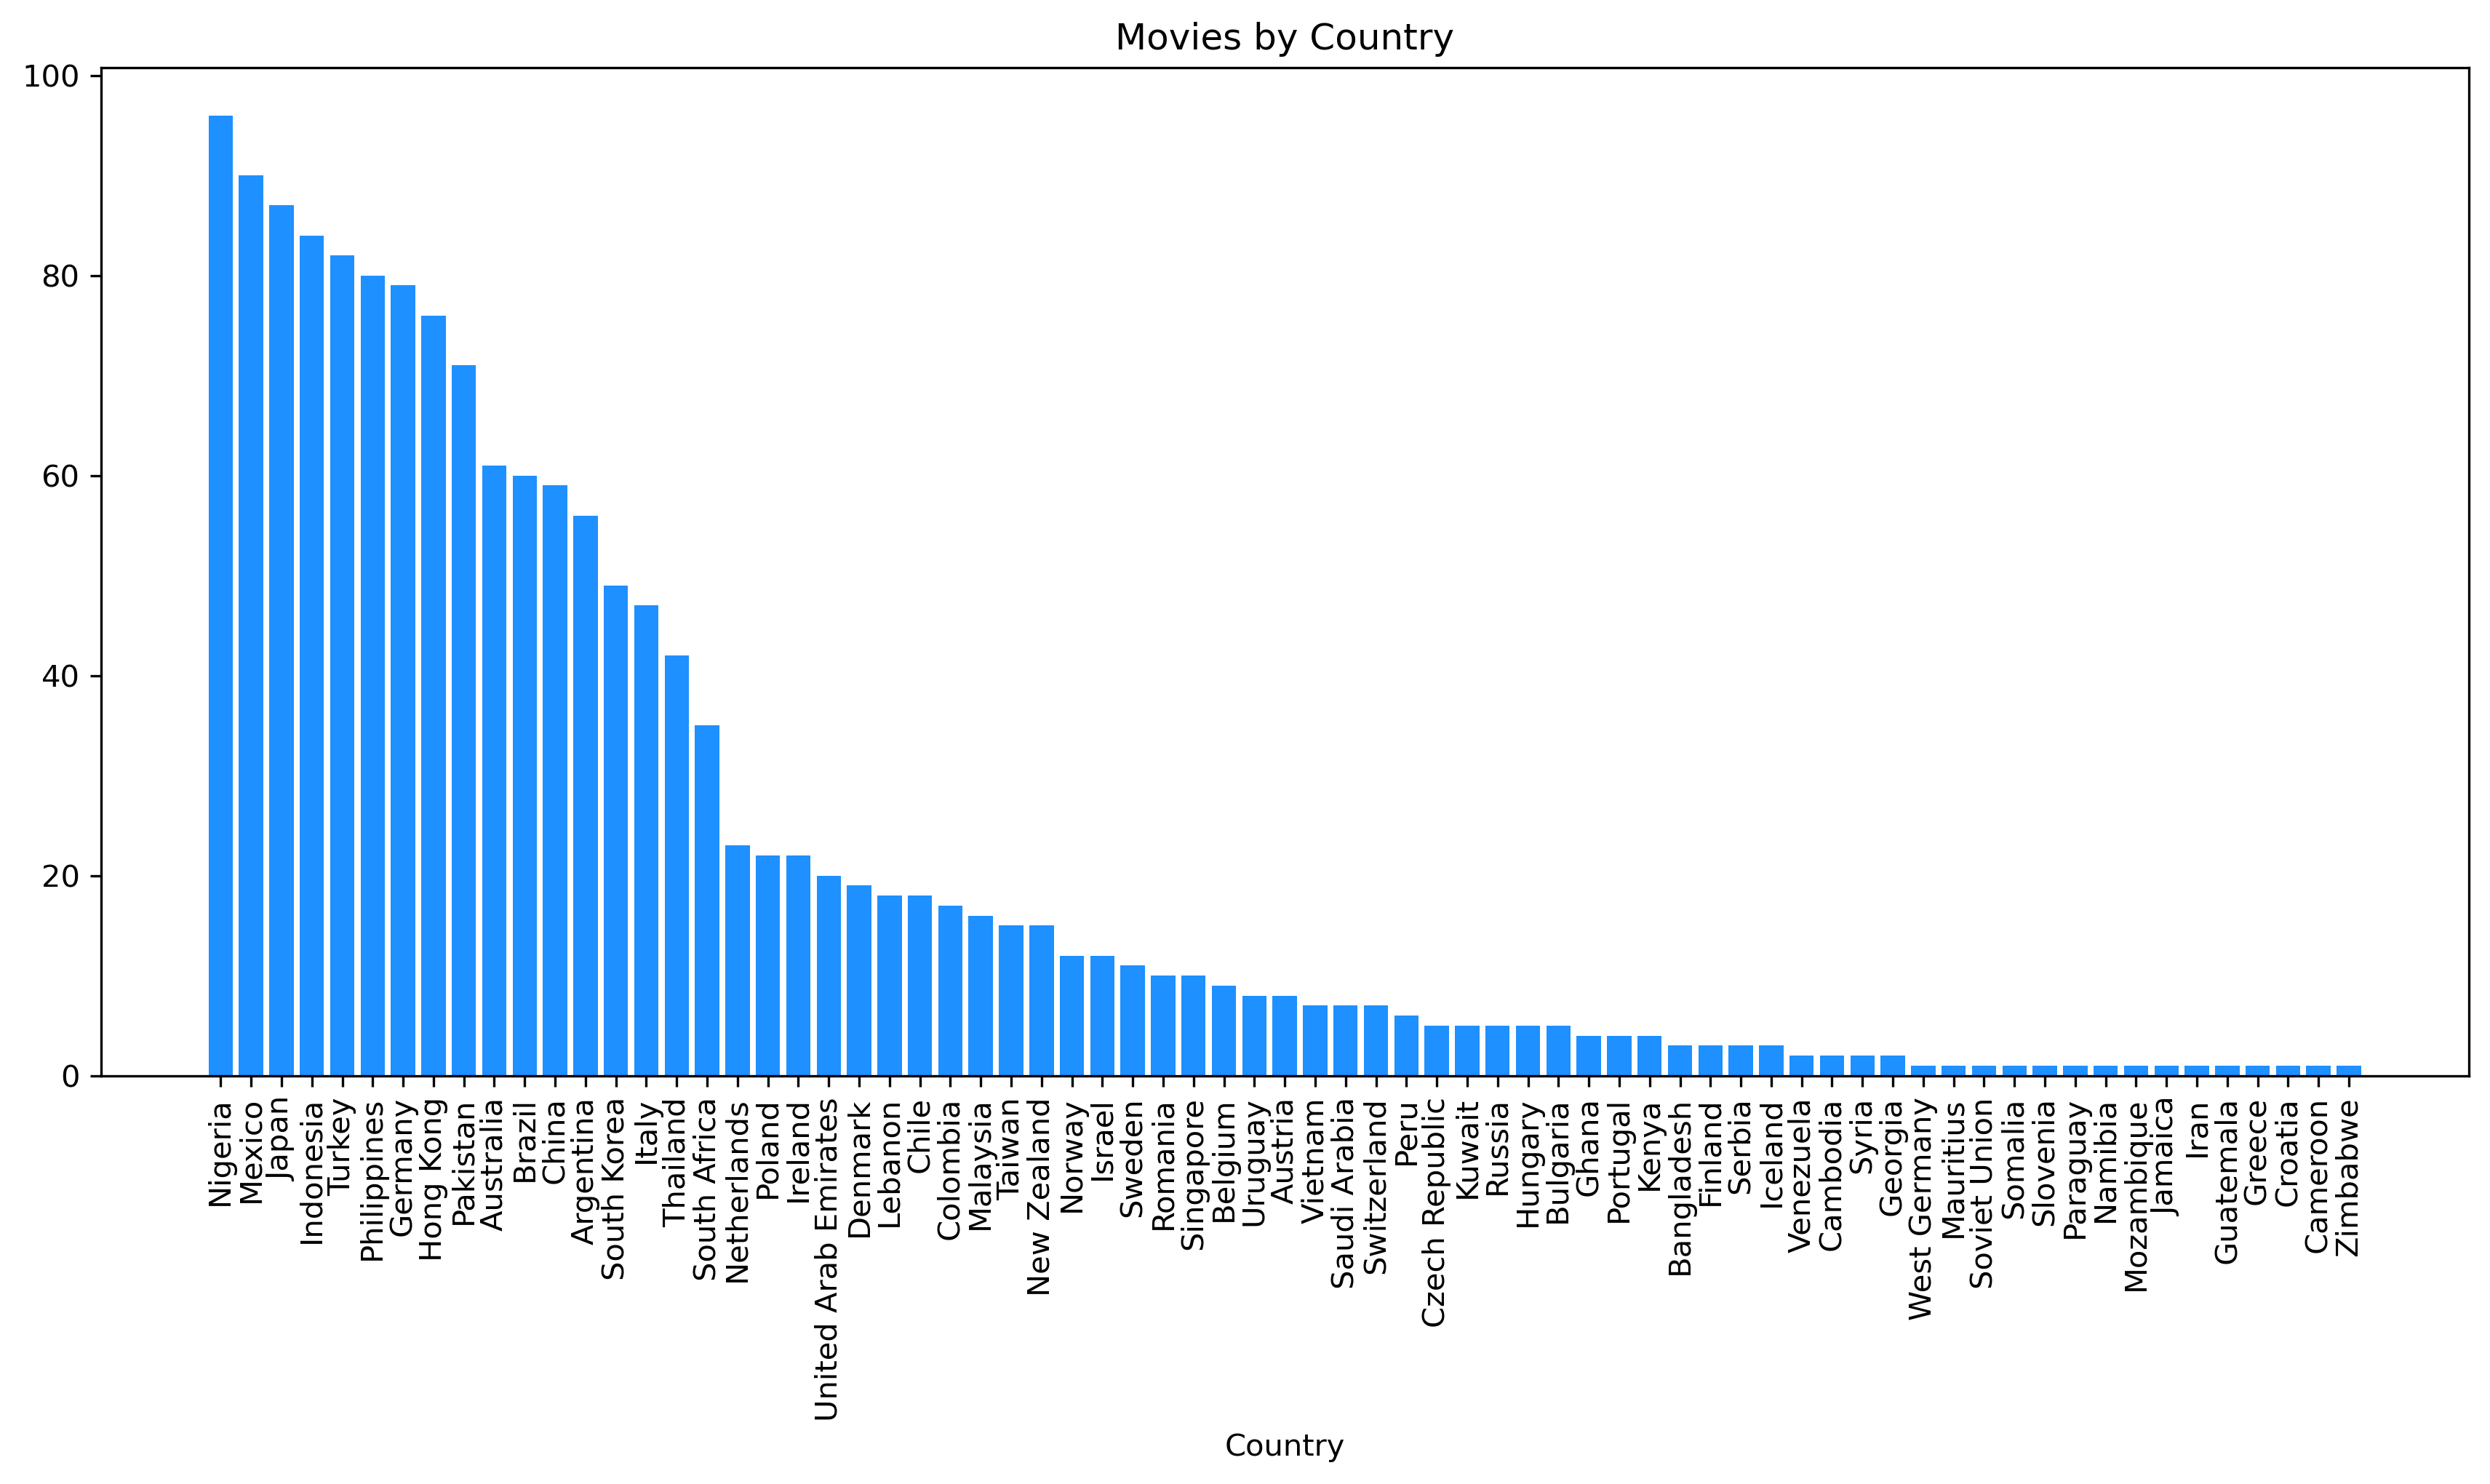 Movies by Country
100
80
60
40
20
0
Nigeria
Mexico
Japan
Indonesia
Turkey
Philippines
Germany
Hong Kong
Pakistan
Australia
Brazil
China
Argentina
South Korea
Italy
Thailand
South Africa
Netherlands
Poland
Ireland
United Arab Emirates
Denmark
Lebanon
Chile
Colombia
Malaysia
Taiwan
New Zealand
Norway
Israel
Sweden
Romania
Singapore
Belgium
Uruguay
Austria
Vietnam
Saudi Arabia
Switzerland
Peru
Czech Republic
Kuwait
Russia
Hungary
Bulgaria
Ghana
Portugal
Kenya
Bangladesh
Finland
Serbia
Iceland
Venezuela
Cambodia
Syria
Georgia
West Germany
Mauritius
Soviet Union
Somalia
Slovenia
Paraguay
Namibia
Mozambique
Jamaica
Iran
Guatemala
Greece
Croatia
Cameroon
Zimbabwe
Country